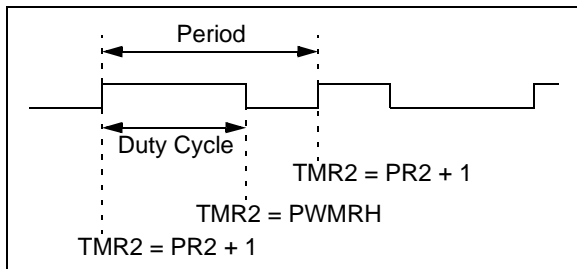 Period
Duty Cycle
TMR2 = PR2 + 1
TMR2 = PWMRH
TMR2 = PR2 + 1